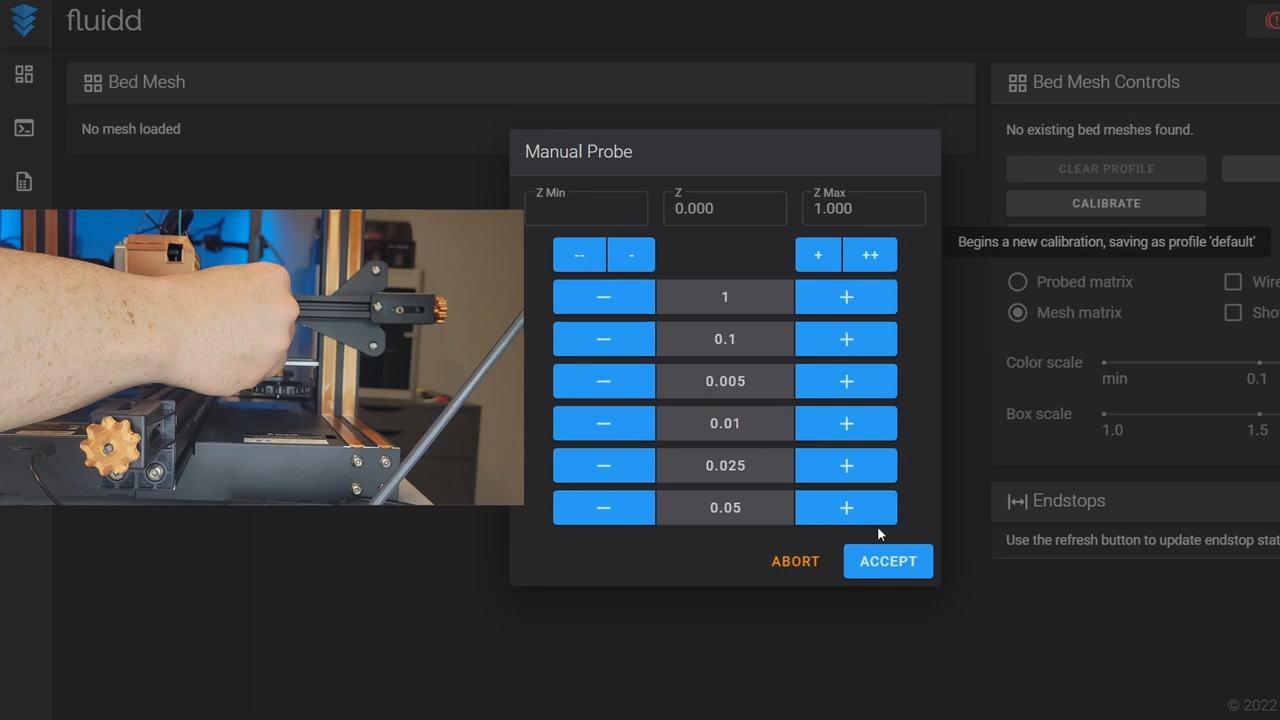 fluidd
Bed Mesh
No mesh loaded
Manual Probe
Z Min
Z
0.000
Z Max
1.000
--
-
+
++
— 1 +
— 0.1 +
— 0.005 +
— 0.01 +
— 0.025 +
— 0.05 +
ABORT
ACCEPT
Bed Mesh Controls
No existing bed meshes found.
CLEAR PROFILE
CALIBRATE
Begins a new calibration, saving as profile 'default'
Probed matrix
Wire
Mesh matrix
Sho
Color scale
min 0.1
Box scale
1.0 1.5
Endstops
Use the refresh button to update endstop stat
© 2022